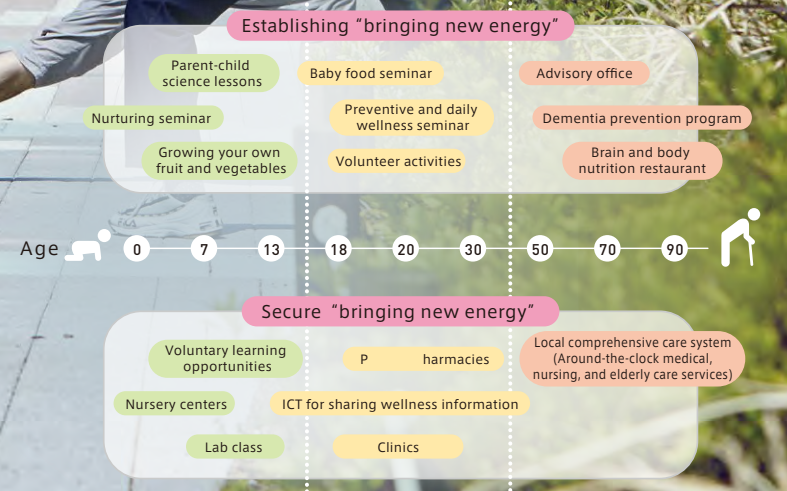 Establishing “bringing new energy”
Parent-child
science lessons
Baby food seminar
Advisory office
Nurturing seminar
Preventive and daily
wellness seminar
Dementia prevention program
Growing your own
fruit and vegetables
Volunteer activities
Brain and body
nutrition restaurant
Age 0 7 13 18 20 30 50 70 90
Secure “bringing new energy”
Voluntary learning
opportunities
P harmacies
Local comprehensive care system
(Around-the-clock medical,
nursing, and elderly care services)
Nursery centers
ICT for sharing wellness information
Lab class
Clinics